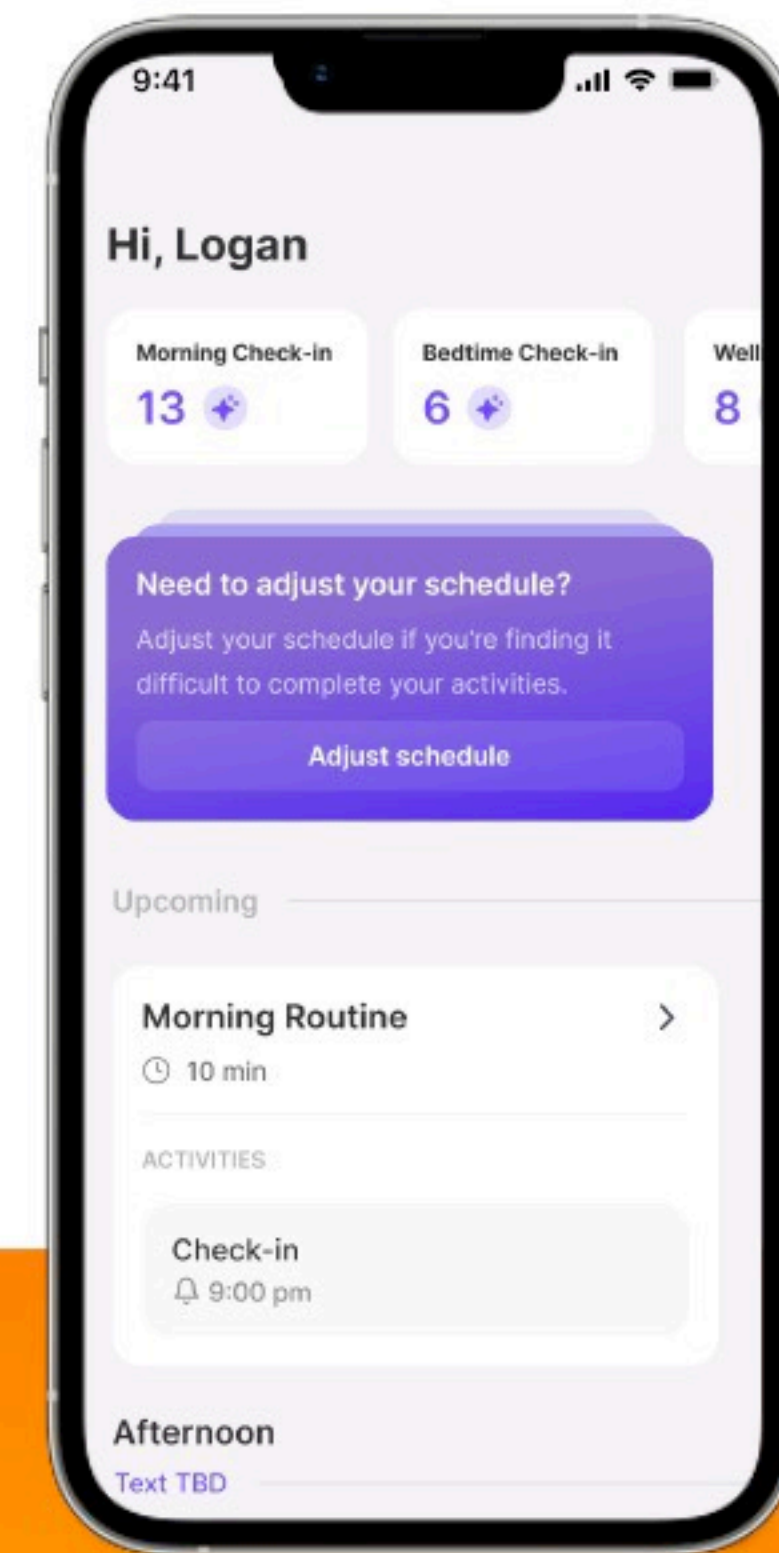 9:41
Hi, Logan
Morning Check-in
13
Bedtime Check-in
6
Well
8
Need to adjust your schedule?
Adjust your schedule if you're finding it
difficult to complete your activities.
Adjust schedule
Upcoming
Morning Routine
10 min
ACTIVITIES
Check-in
9:00 pm
Afternoon
Text TBD